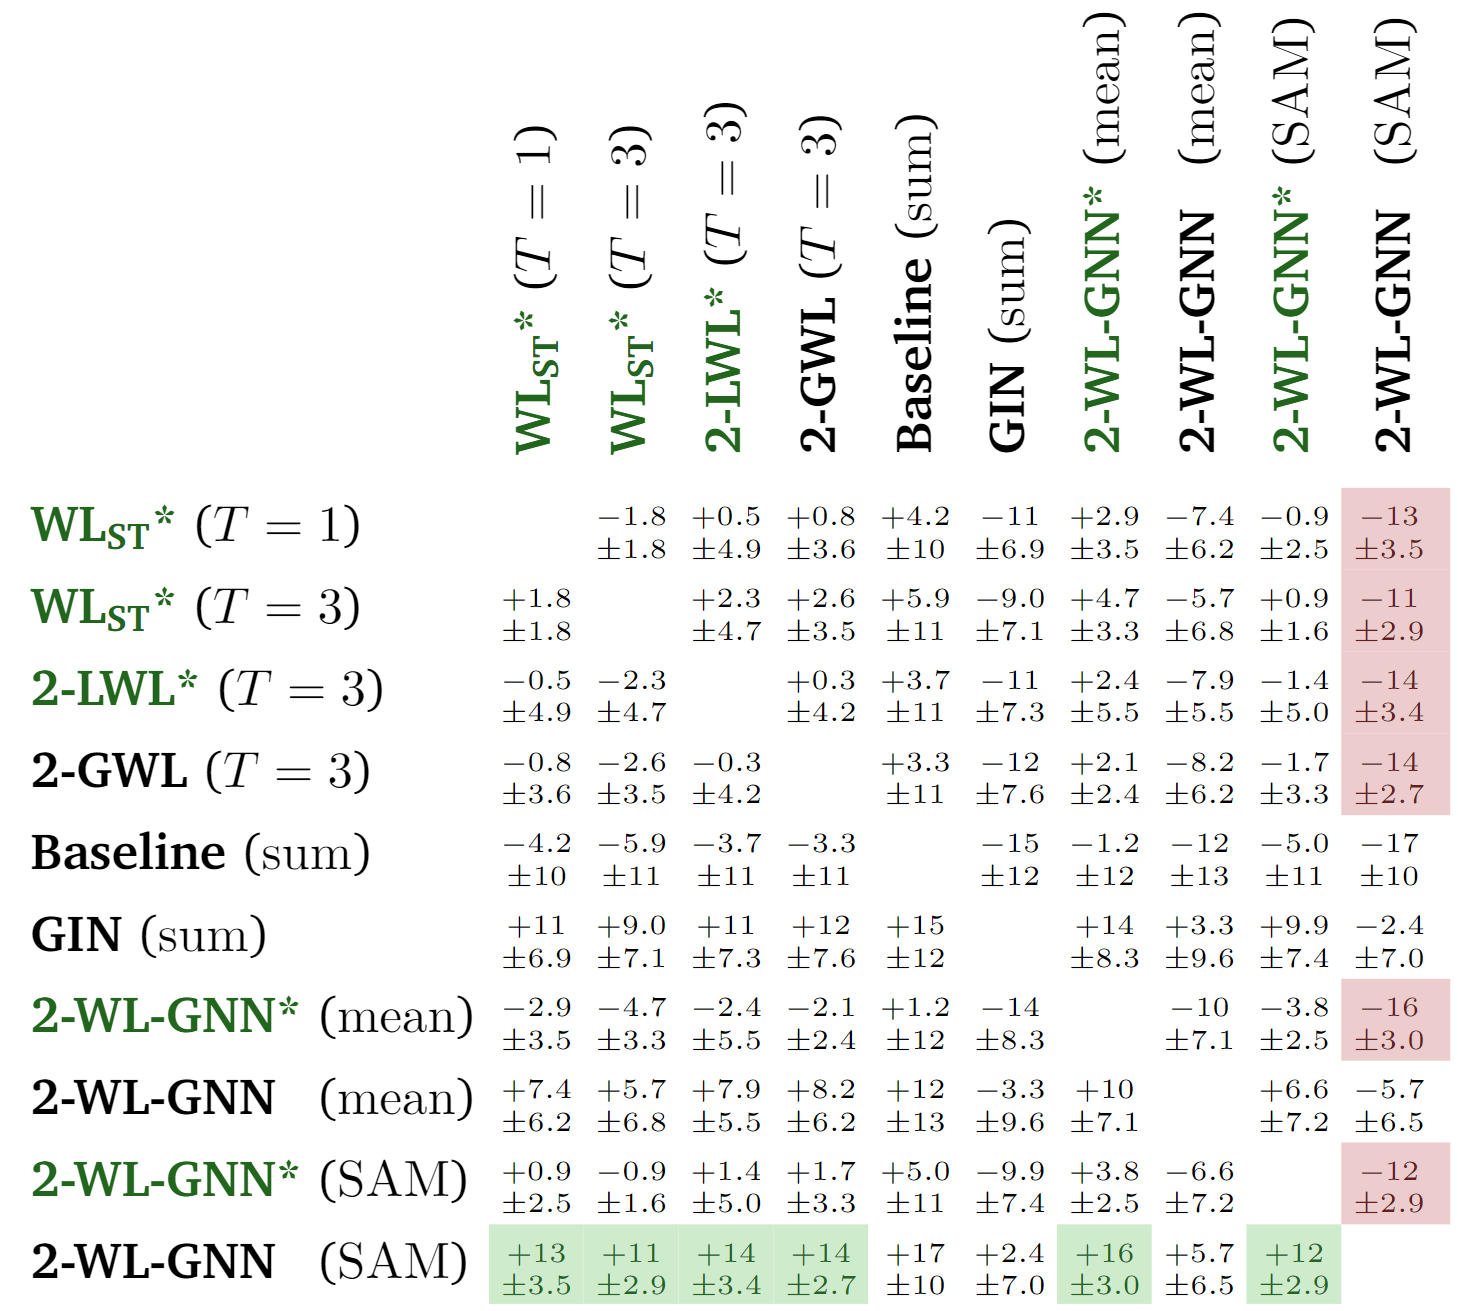 WL_ST* (T = 1)
WL_ST* (T = 3)
2-LWL* (T = 3)
2-GWL (T = 3)
Baseline (sum)
GIN (sum)
2-WL-GNN* (mean)
2-WL-GNN (mean)
2-WL-GNN* (SAM)
2-WL-GNN (SAM)
WL_ST* (T = 1) −1.8 +0.5 +0.8 +4.2 −11 +2.9 −7.4 −0.9 −13
±1.8 ±4.9 ±3.6 ±10 ±6.9 ±3.5 ±6.2 ±2.5 ±3.5
WL_ST* (T = 3) +1.8 +2.3 +2.6 +5.9 −9.0 +4.7 −5.7 +0.9 −11
±1.8 ±4.7 ±3.5 ±11 ±7.1 ±3.3 ±6.8 ±1.6 ±2.9
2-LWL* (T = 3) −0.5 −2.3 +0.3 +3.7 −11 +2.4 −7.9 −1.4 −14
±4.9 ±4.7 ±4.2 ±11 ±7.3 ±5.5 ±5.5 ±5.0 ±3.4
2-GWL (T = 3) −0.8 −2.6 −0.3 +3.3 −12 +2.1 −8.2 −1.7 −14
±3.6 ±3.5 ±4.2 ±11 ±7.6 ±2.4 ±6.2 ±3.3 ±2.7
Baseline (sum) −4.2 −5.9 −3.7 −3.3 −15 −1.2 −12 −5.0 −17
±10 ±11 ±11 ±11 ±12 ±12 ±13 ±11 ±10
GIN (sum) +11 +9.0 +11 +12 +15 +14 +3.3 +9.9 −2.4
±6.9 ±7.1 ±7.3 ±7.6 ±12 ±8.3 ±9.6 ±7.4 ±7.0
2-WL-GNN* (mean) −2.9 −4.7 −2.4 −2.1 +1.2 −14 −10 −3.8 −16
±3.5 ±3.3 ±5.5 ±2.4 ±12 ±8.3 ±7.1 ±2.5 ±3.0
2-WL-GNN (mean) +7.4 +5.7 +7.9 +8.2 +12 −3.3 +10 +6.6 −5.7
±6.2 ±6.8 ±5.5 ±6.2 ±13 ±9.6 ±7.1 ±7.2 ±6.5
2-WL-GNN* (SAM) +0.9 −0.9 +1.4 +1.7 +5.0 −9.9 +3.8 −6.6 −12
±2.5 ±1.6 ±5.0 ±3.3 ±11 ±7.4 ±2.5 ±7.2 ±2.9
2-WL-GNN (SAM) +13 +11 +14 +14 +17 +2.4 +16 +5.7 +12
±3.5 ±2.9 ±3.4 ±2.7 ±10 ±7.0 ±3.0 ±6.5 ±2.9